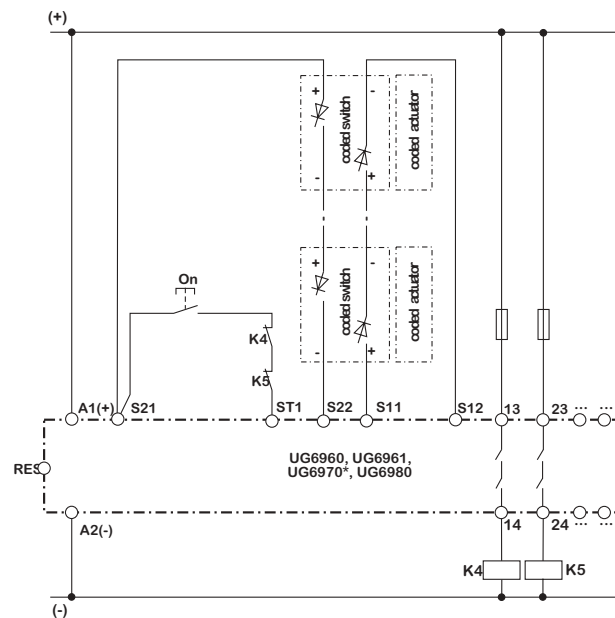 (+)
+
-
coded switch
coded actuator
-
+
+
-
coded switch
coded actuator
-
+
On
K4
K5
A1(+)
S21
ST1
S22
S11
S12
13
23
...
...
UG6960, UG6961,
UG6970*, UG6980
RES
A2(-)
14
24
...
...
K4
K5
(-)